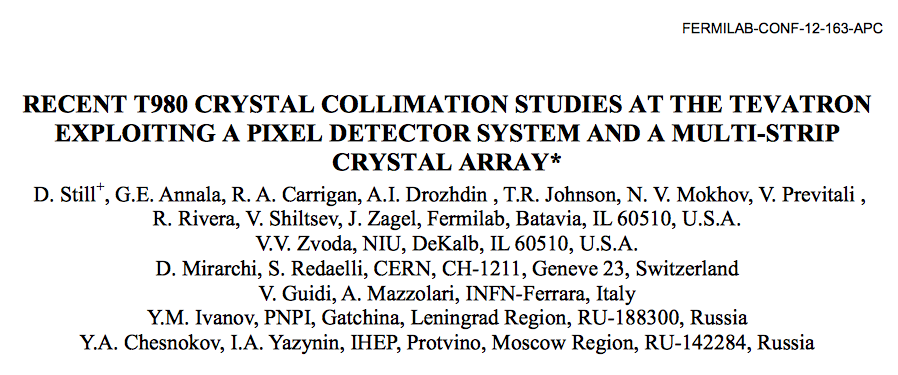 FERMILAB-CONF-12-163-APC
RECENT T980 CRYSTAL COLLIMATION STUDIES AT THE TEVATRON
EXPLOITING A PIXEL DETECTOR SYSTEM AND A MULTI-STRIP
CRYSTAL ARRAY*
D. Still+, G.E. Annala, R. A. Carrigan, A.I. Drozhdin , T.R. Johnson, N. V. Mokhov, V. Previtali ,
R. Rivera, V. Shiltsev, J. Zagel, Fermilab, Batavia, IL 60510, U.S.A.
V.V. Zvoda, NIU, DeKalb, IL 60510, U.S.A.
D. Mirarchi, S. Redaelli, CERN, CH-1211, Geneve 23, Switzerland
V. Guidi, A. Mazzolari, INFN-Ferrara, Italy
Y.M. Ivanov, PNPI, Gatchina, Leningrad Region, RU-188300, Russia
Y.A. Chesnokov, I.A. Yazynin, IHEP, Protvino, Moscow Region, RU-142284, Russia